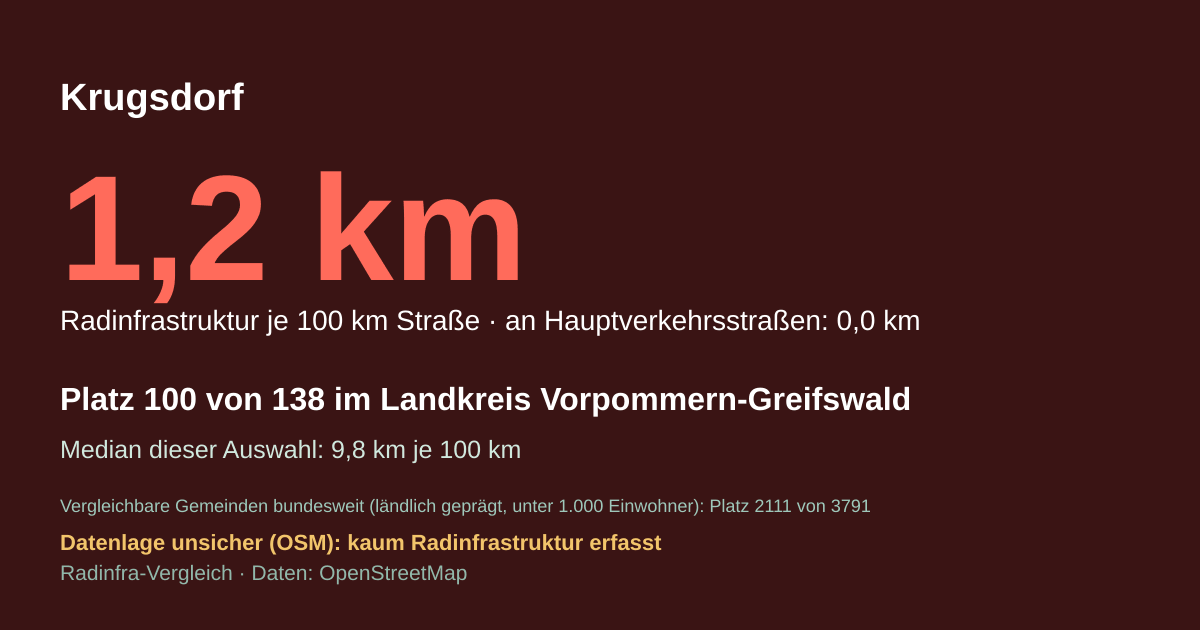 Krugsdorf
1,2 km
Radinfrastruktur je 100 km Straße · an Hauptverkehrsstraßen: 0,0 km
Platz 100 von 138 im Landkreis Vorpommern-Greifswald
Median dieser Auswahl: 9,8 km je 100 km
Vergleichbare Gemeinden bundesweit (ländlich geprägt, unter 1.000 Einwohner): Platz 2111 von 3791
Datenlage unsicher (OSM): kaum Radinfrastruktur erfasst
Radinfra-Vergleich · Daten: OpenStreetMap